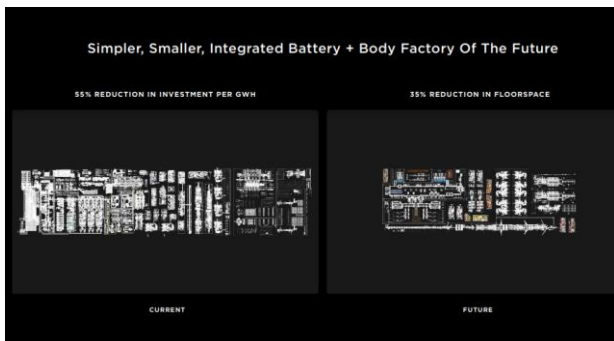 Simpler, Smaller, Integrated Battery + Body Factory Of The Future
55% REDUCTION IN INVESTMENT PER GWH
35% REDUCTION IN FLOORSPACE
CURRENT
FUTURE